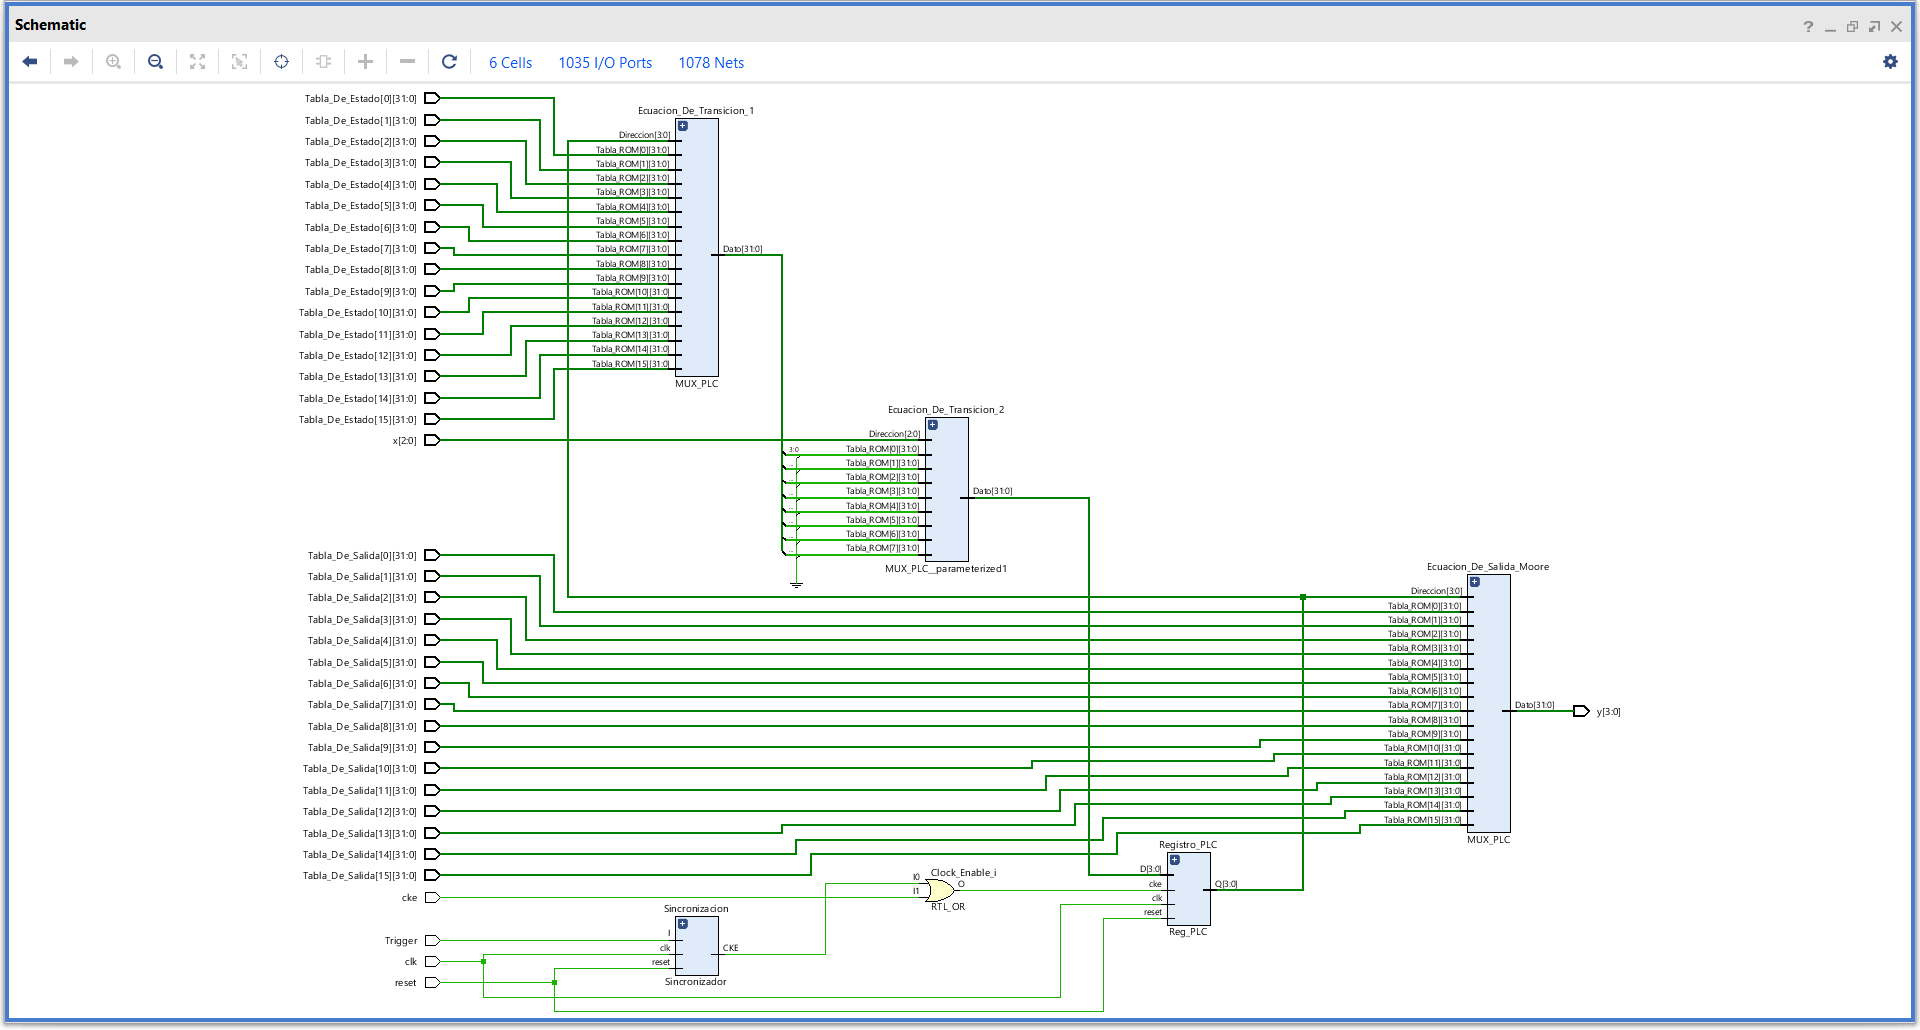 Schematic
6 Cells 1035 I/O Ports 1078 Nets
Tabla_De_Estado[0][31:0]
Tabla_De_Estado[1][31:0]
Tabla_De_Estado[2][31:0]
Tabla_De_Estado[3][31:0]
Tabla_De_Estado[4][31:0]
Tabla_De_Estado[5][31:0]
Tabla_De_Estado[6][31:0]
Tabla_De_Estado[7][31:0]
Tabla_De_Estado[8][31:0]
Tabla_De_Estado[9][31:0]
Tabla_De_Estado[10][31:0]
Tabla_De_Estado[11][31:0]
Tabla_De_Estado[12][31:0]
Tabla_De_Estado[13][31:0]
Tabla_De_Estado[14][31:0]
Tabla_De_Estado[15][31:0]
x[2:0]
Ecuacion_De_Transicion_1
Direccion[3:0]
Tabla_ROM[0][31:0]
Tabla_ROM[1][31:0]
Tabla_ROM[2][31:0]
Tabla_ROM[3][31:0]
Tabla_ROM[4][31:0]
Tabla_ROM[5][31:0]
Tabla_ROM[6][31:0]
Tabla_ROM[7][31:0]
Tabla_ROM[8][31:0]
Tabla_ROM[9][31:0]
Tabla_ROM[10][31:0]
Tabla_ROM[11][31:0]
Tabla_ROM[12][31:0]
Tabla_ROM[13][31:0]
Tabla_ROM[14][31:0]
Tabla_ROM[15][31:0]
Dato[31:0]
MUX_PLC
Ecuacion_De_Transicion_2
Direccion[2:0]
3:0
Tabla_ROM[0][31:0]
Tabla_ROM[1][31:0]
Tabla_ROM[2][31:0]
Tabla_ROM[3][31:0]
Tabla_ROM[4][31:0]
Tabla_ROM[5][31:0]
Tabla_ROM[6][31:0]
Tabla_ROM[7][31:0]
Dato[31:0]
MUX_PLC__parameterized1
Tabla_De_Salida[0][31:0]
Tabla_De_Salida[1][31:0]
Tabla_De_Salida[2][31:0]
Tabla_De_Salida[3][31:0]
Tabla_De_Salida[4][31:0]
Tabla_De_Salida[5][31:0]
Tabla_De_Salida[6][31:0]
Tabla_De_Salida[7][31:0]
Tabla_De_Salida[8][31:0]
Tabla_De_Salida[9][31:0]
Tabla_De_Salida[10][31:0]
Tabla_De_Salida[11][31:0]
Tabla_De_Salida[12][31:0]
Tabla_De_Salida[13][31:0]
Tabla_De_Salida[14][31:0]
Tabla_De_Salida[15][31:0]
cke
Trigger
clk
reset
Ecuacion_De_Salida_Moore
Direccion[3:0]
Tabla_ROM[0][31:0]
Tabla_ROM[1][31:0]
Tabla_ROM[2][31:0]
Tabla_ROM[3][31:0]
Tabla_ROM[4][31:0]
Tabla_ROM[5][31:0]
Tabla_ROM[6][31:0]
Tabla_ROM[7][31:0]
Tabla_ROM[8][31:0]
Tabla_ROM[9][31:0]
Tabla_ROM[10][31:0]
Tabla_ROM[11][31:0]
Tabla_ROM[12][31:0]
Tabla_ROM[13][31:0]
Tabla_ROM[14][31:0]
Tabla_ROM[15][31:0]
Dato[31:0]
y[3:0]
MUX_PLC
Registro_PLC
D[3:0]
cke
clk
reset
Q[3:0]
Reg_PLC
Clock_Enable_i
I0
I1
O
RTL_OR
Sincronizacion
I
clk
reset
CKE
Sincronizador